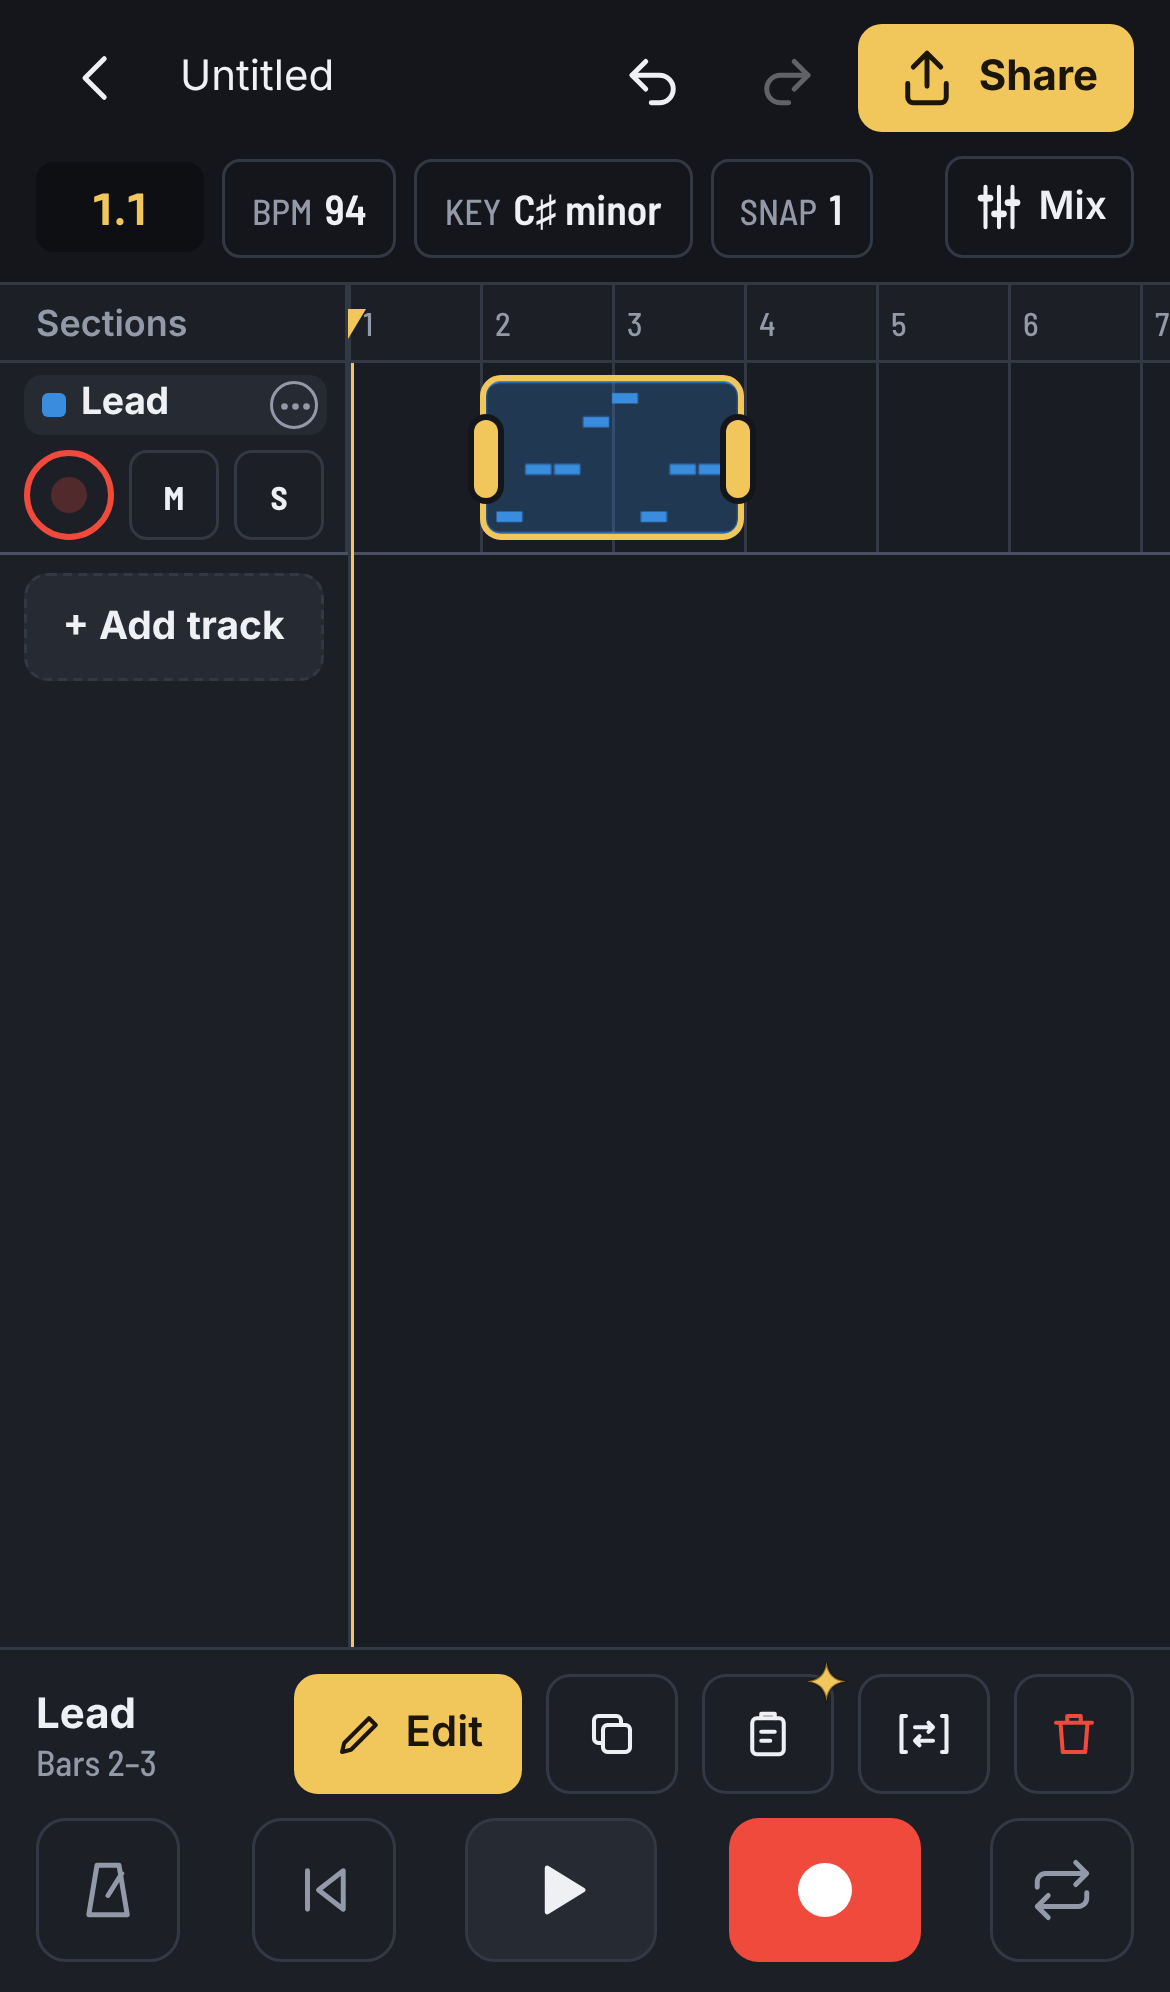 Untitled
Share
1.1
BPM 94
KEY C♯ minor
SNAP 1
Mix
Sections
1
2
3
4
5
6
7
Lead
M
S
+ Add track
Lead
Bars 2–3
Edit